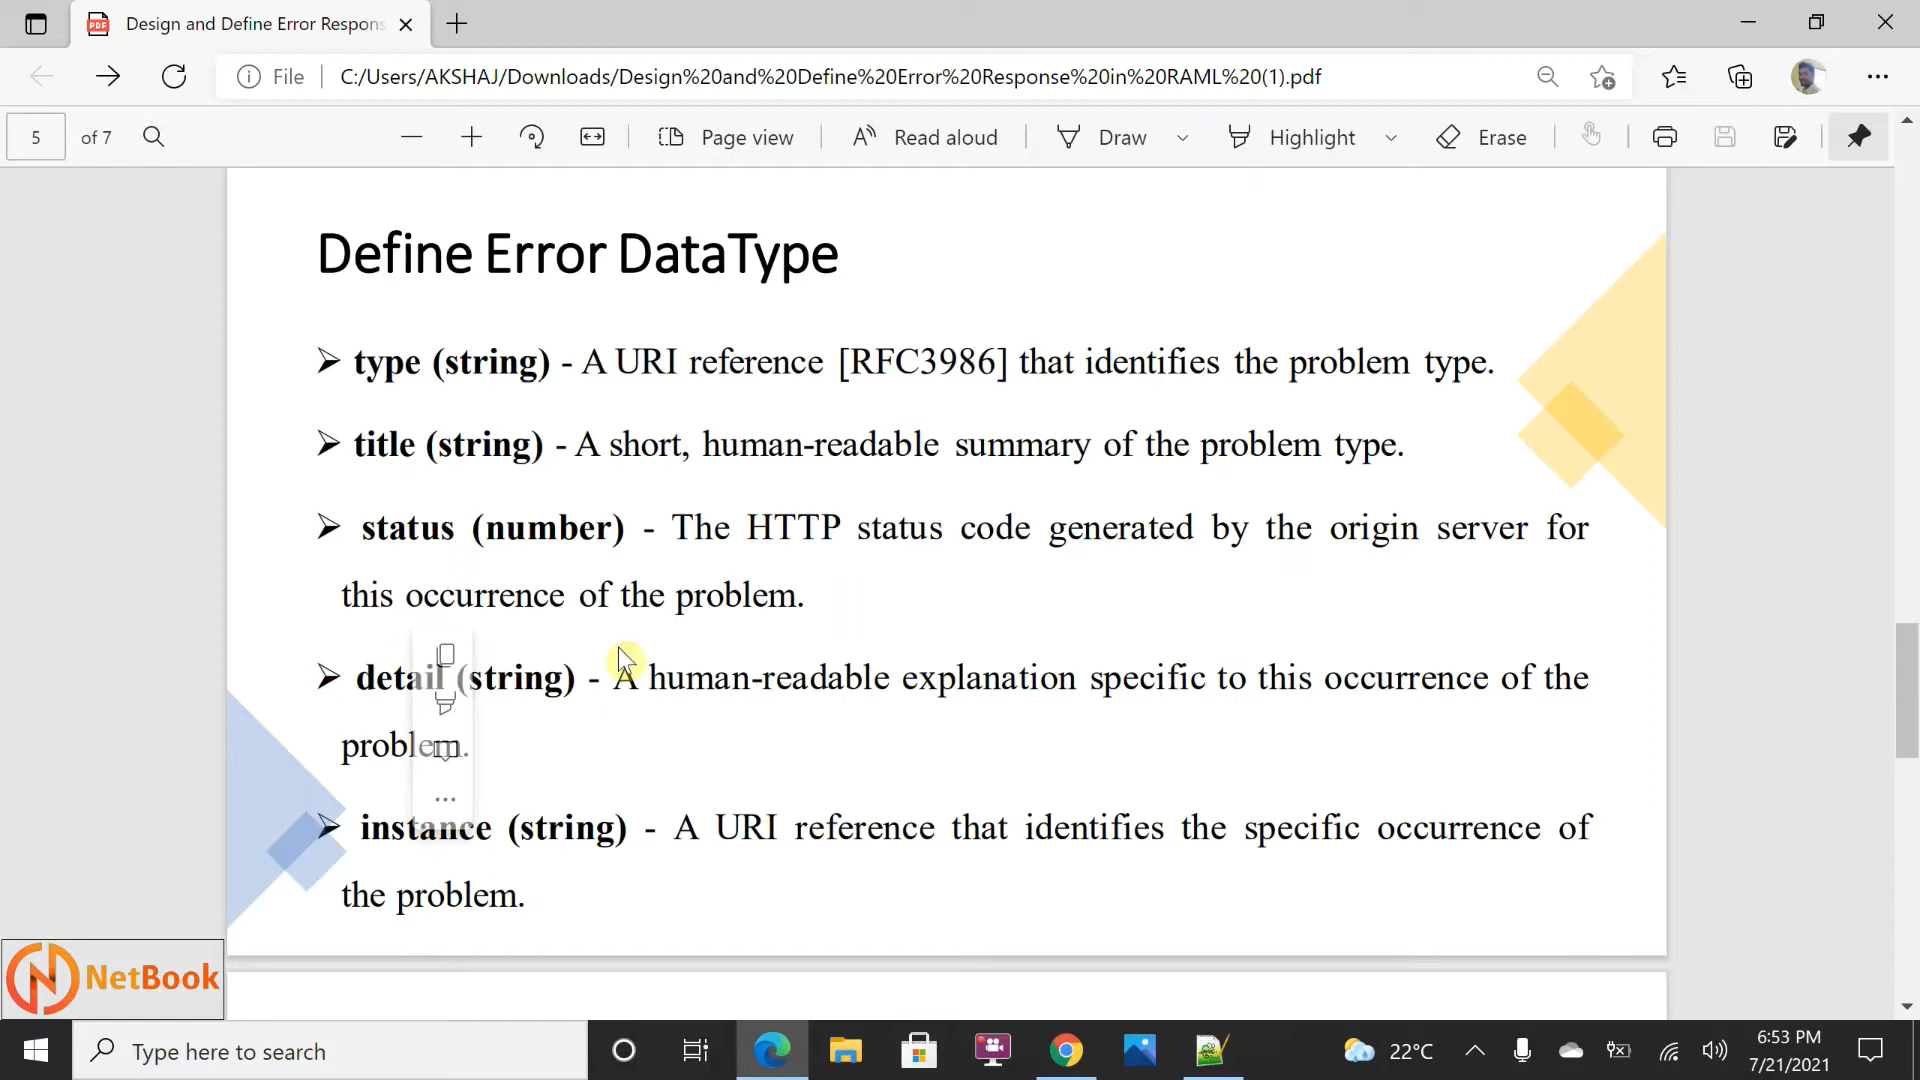 Design and Define Error Respons
File
C:/Users/AKSHAJ/Downloads/Design%20and%20Define%20Error%20Response%20in%20RAML%20(1).pdf
5 of 7
Page view
Read aloud
Draw
Highlight
Erase
Define Error DataType
➢ type (string) - A URI reference [RFC3986] that identifies the problem type.
➢ title (string) - A short, human-readable summary of the problem type.
➢ status (number) - The HTTP status code generated by the origin server for
this occurrence of the problem.
➢ detail (string) - A human-readable explanation specific to this occurrence of the
problem.
➢ instance (string) - A URI reference that identifies the specific occurrence of
the problem.
NetBook
Type here to search
22°C
6:53 PM
7/21/2021